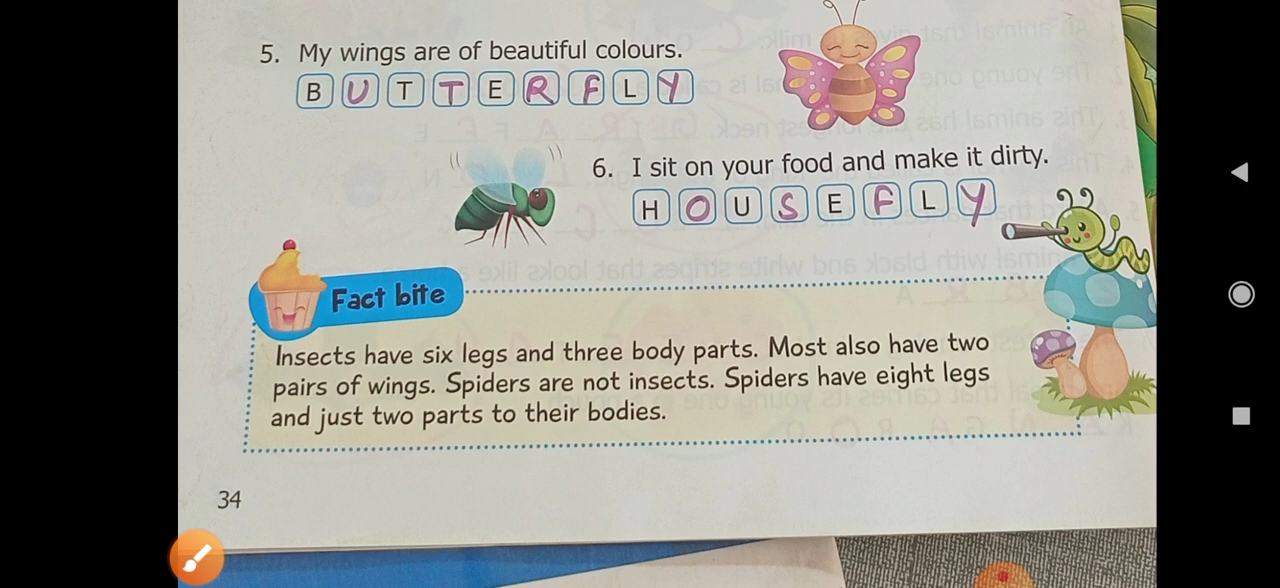 5. My wings are of beautiful colours.
BUTTERFLY
6. I sit on your food and make it dirty.
HOUSEFLY
Fact bite
Insects have six legs and three body parts. Most also have two
pairs of wings. Spiders are not insects. Spiders have eight legs
and just two parts to their bodies.
34